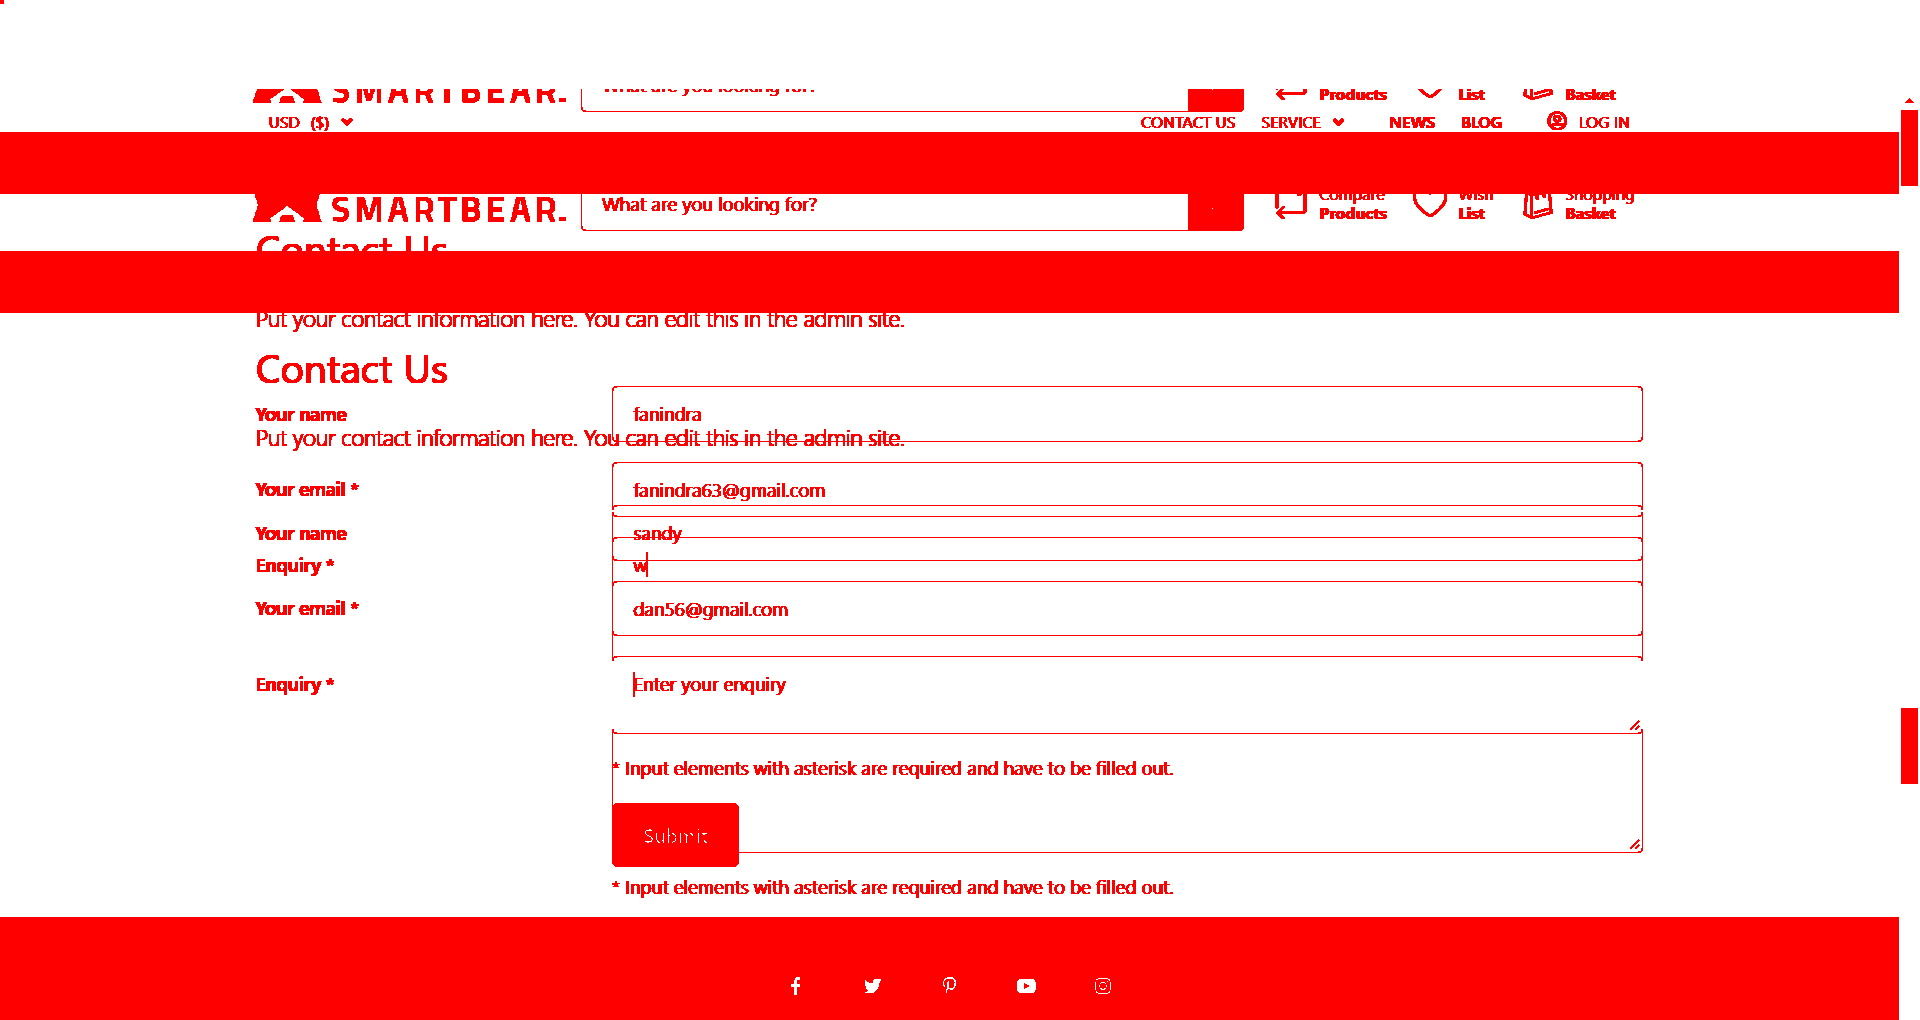 SMARTBEAR. What are you looking for? Products List Basket
USD ($) CONTACT US SERVICE NEWS BLOG LOG IN
Compare Wish Shopping
SMARTBEAR. What are you looking for? Products List Basket
Contact Us
Put your contact information here. You can edit this in the admin site.
Contact Us
Your name fanindra
Put your contact information here. You can edit this in the admin site.
Your email * fanindra63@gmail.com
Your name sandy
Enquiry * w
Your email * dan56@gmail.com
Enquiry * Enter your enquiry
* Input elements with asterisk are required and have to be filled out.
Submit
* Input elements with asterisk are required and have to be filled out.